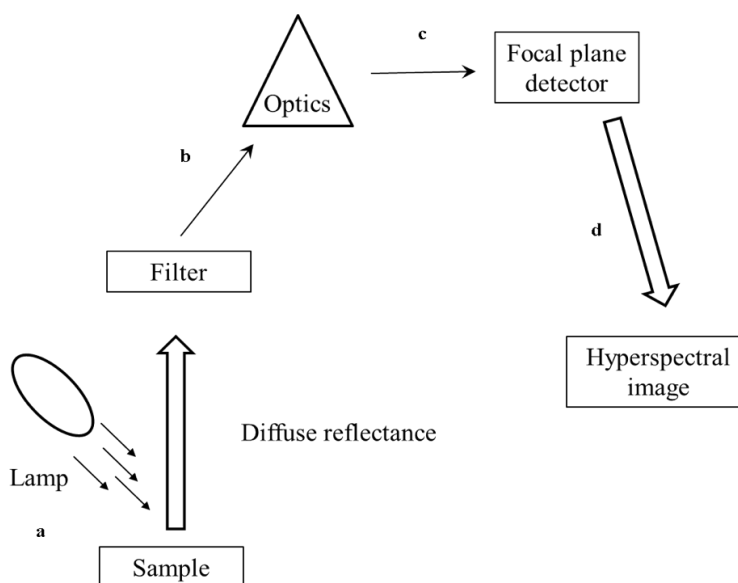 c
Focal plane
detector
Optics
b
d
Filter
Hyperspectral
image
Diffuse reflectance
Lamp
a
Sample